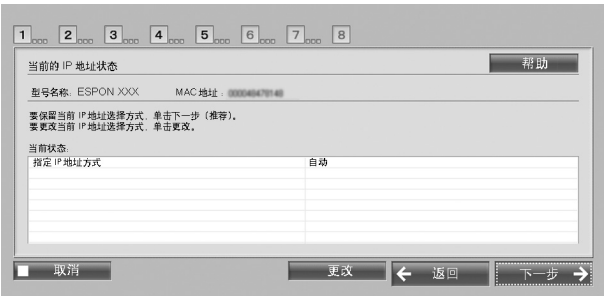 1 2 3 4 5 6 7 8
当前的 IP 地址状态 帮助
型号名称. ESPON XXX MAC 地址 :
要保留当前 IP 地址选择方式, 单击下一步（推荐）。
要更改当前 IP 地址选择方式, 单击更改。
当前状态:
指定 IP 地址方式 自动
取消 更改 返回 下一步